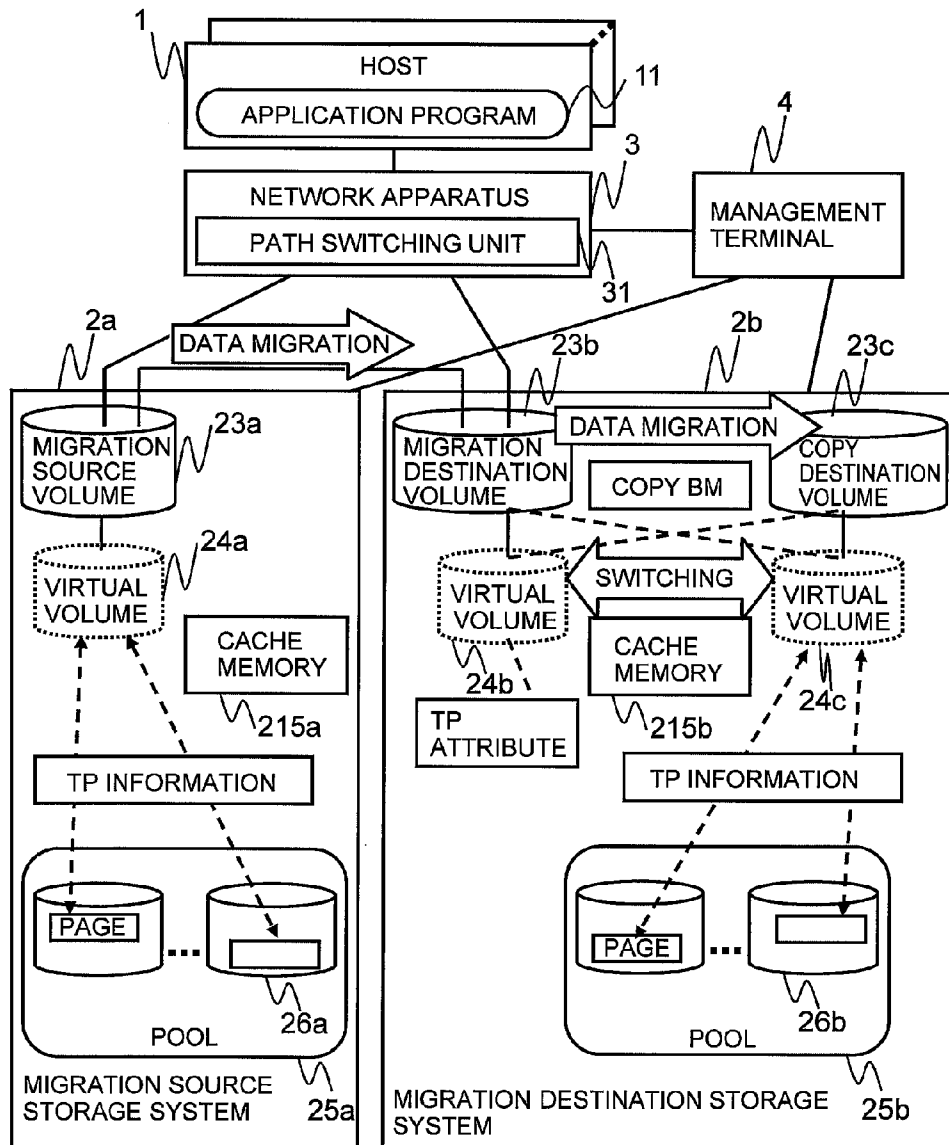 1
HOST
11
APPLICATION PROGRAM
4
3
NETWORK APPARATUS
PATH SWITCHING UNIT
31
MANAGEMENT
TERMINAL
2a
DATA MIGRATION
23b
2b
23c
MIGRATION
SOURCE
VOLUME
23a
MIGRATION
DESTINATION
VOLUME
DATA MIGRATION
COPY
DESTINATION
VOLUME
COPY BM
24a
VIRTUAL
VOLUME
VIRTUAL
VOLUME
SWITCHING
VIRTUAL
VOLUME
CACHE
MEMORY
215a
24b
CACHE
MEMORY
215b
24c
TP
ATTRIBUTE
TP INFORMATION
TP INFORMATION
PAGE
26a
POOL
25a
PAGE
26b
POOL
25b
MIGRATION SOURCE
STORAGE SYSTEM
MIGRATION DESTINATION STORAGE
SYSTEM